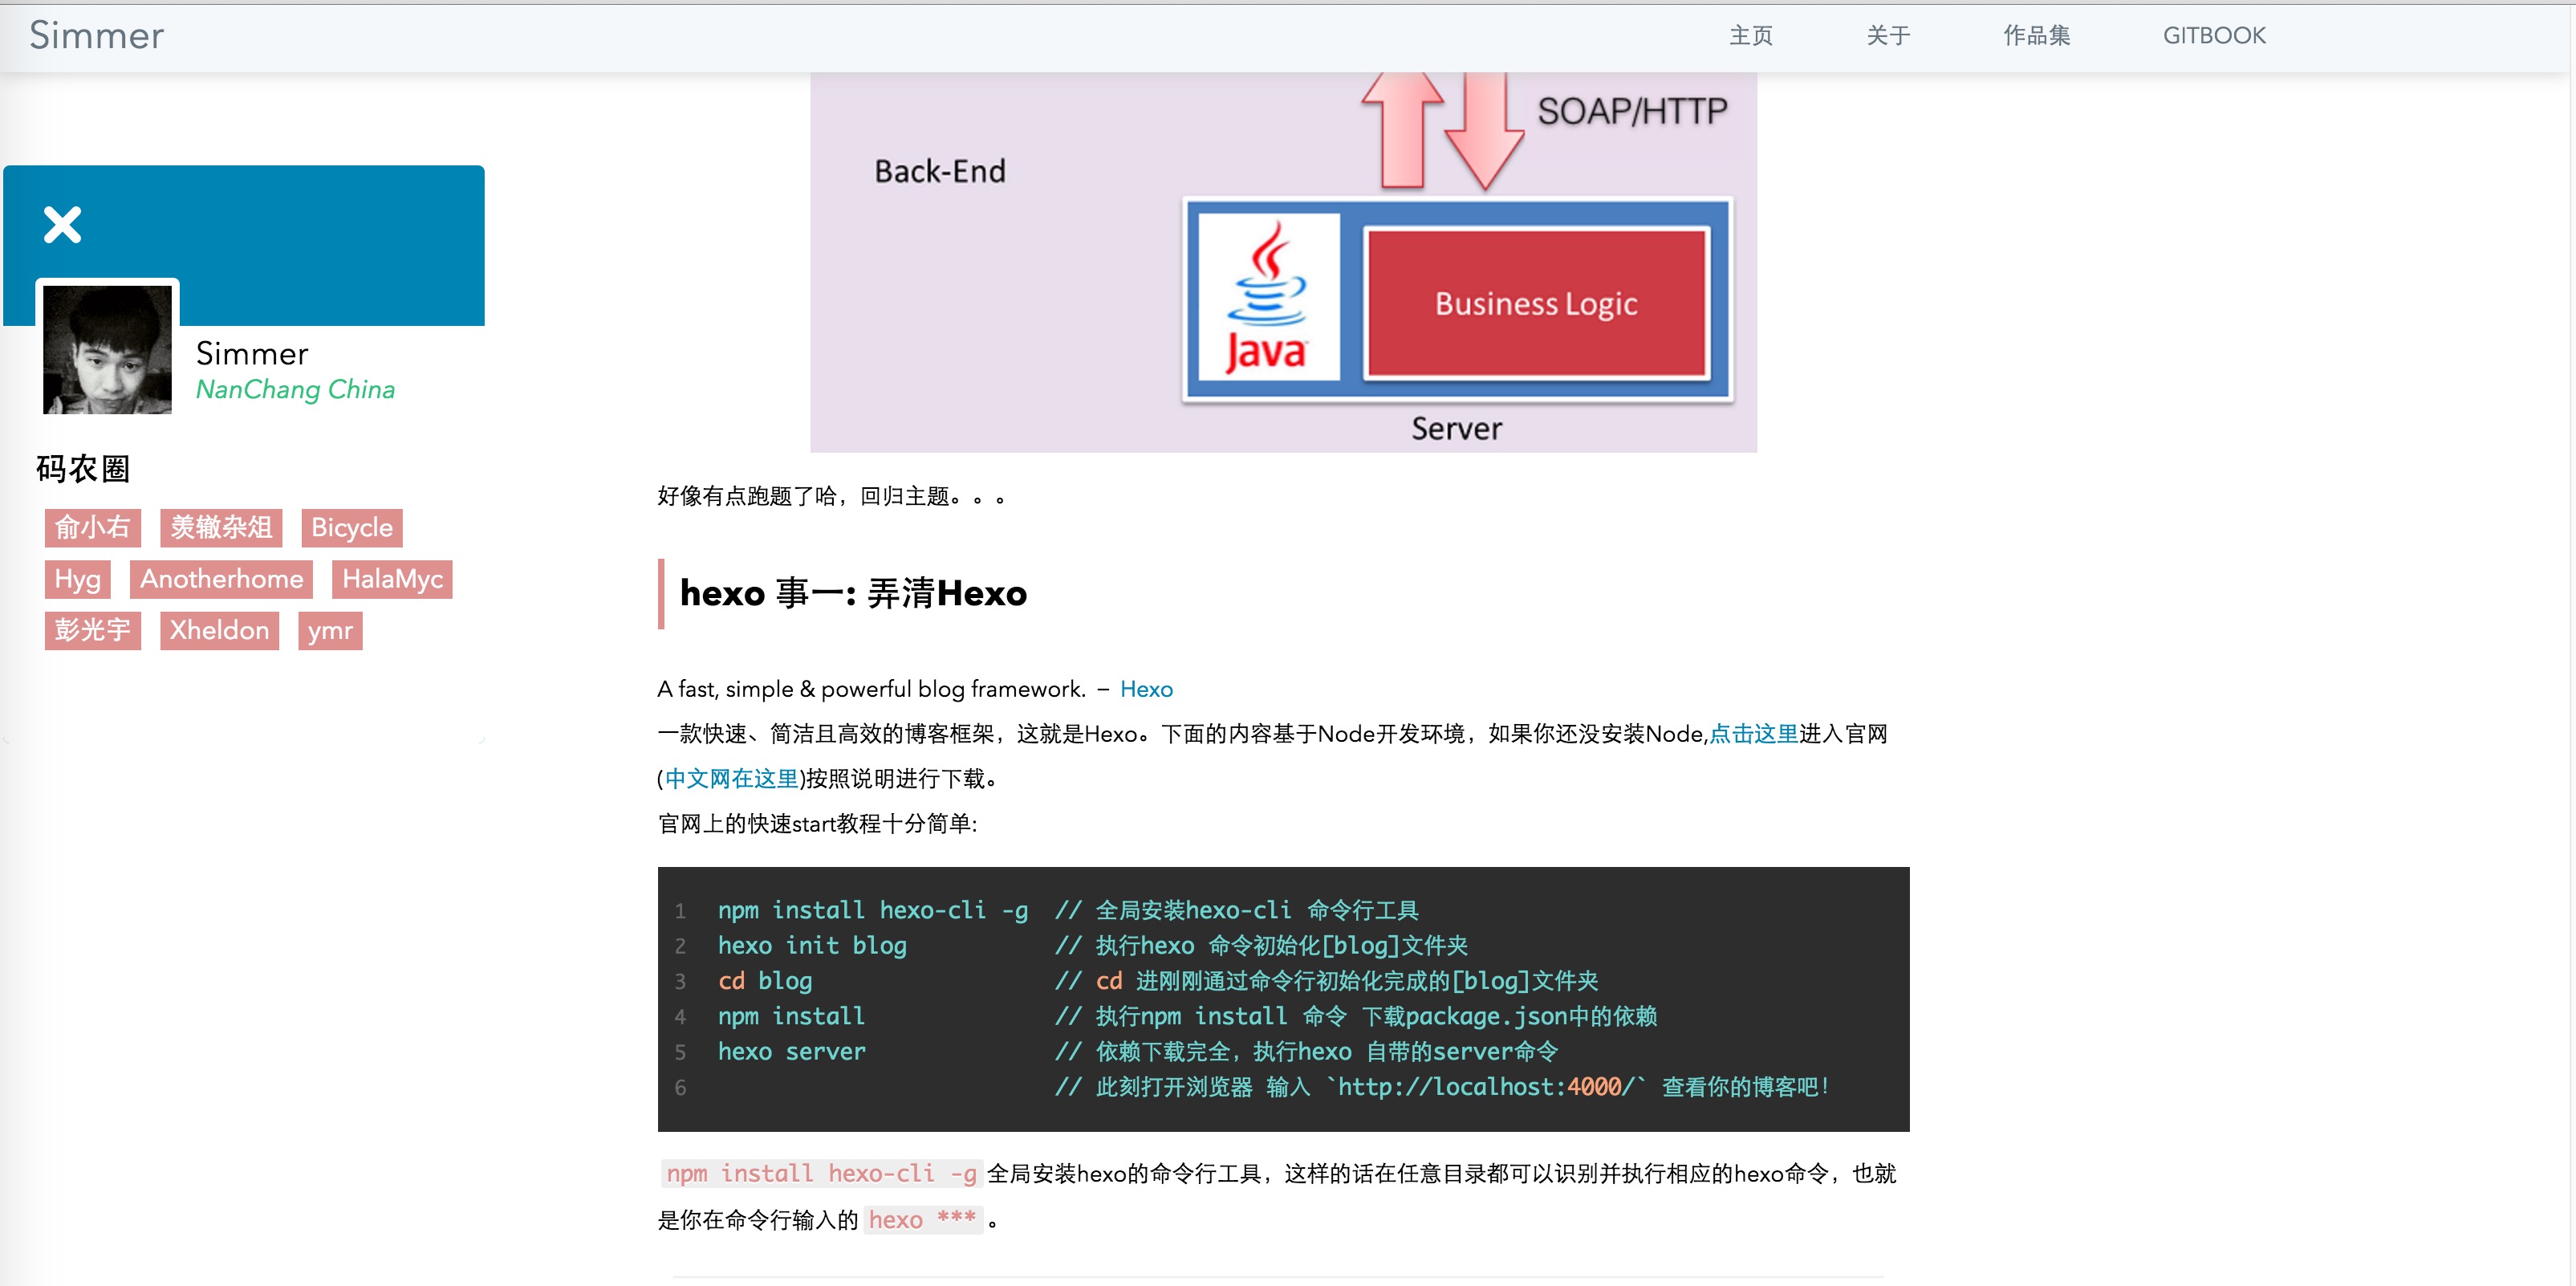 Simmer
主页 关于 作品集 GITBOOK
SOAP/HTTP
Back-End
Java
Business Logic
Server
Simmer
NanChang China
码农圈
俞小右 羡辙杂俎 Bicycle
Hyg Anotherhome HalaMyc
彭光宇 Xheldon ymr
好像有点跑题了哈，回归主题。。。
hexo 事一: 弄清Hexo
A fast, simple & powerful blog framework. – Hexo
一款快速、简洁且高效的博客框架，这就是Hexo。下面的内容基于Node开发环境，如果你还没安装Node,点击这里进入官网
(中文网在这里)按照说明进行下载。
官网上的快速start教程十分简单:
1 npm install hexo-cli -g // 全局安装hexo-cli 命令行工具
2 hexo init blog // 执行hexo 命令初始化[blog]文件夹
3 cd blog // cd 进刚刚通过命令行初始化完成的[blog]文件夹
4 npm install // 执行npm install 命令 下载package.json中的依赖
5 hexo server // 依赖下载完全，执行hexo 自带的server命令
6 // 此刻打开浏览器 输入 `http://localhost:4000/` 查看你的博客吧！
npm install hexo-cli -g 全局安装hexo的命令行工具，这样的话在任意目录都可以识别并执行相应的hexo命令，也就
是你在命令行输入的 hexo *** 。